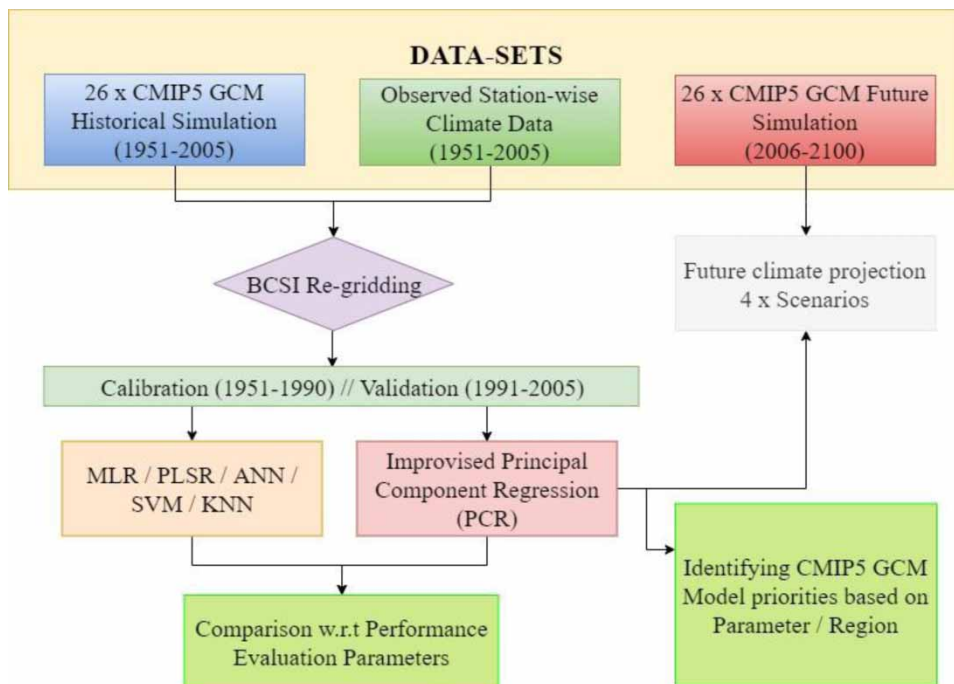 DATA-SETS
26 x CMIP5 GCM
Historical Simulation
(1951-2005)
Observed Station-wise
Climate Data
(1951-2005)
26 x CMIP5 GCM Future
Simulation
(2006-2100)
BCSI Re-gridding
Future climate projection
4 x Scenarios
Calibration (1951-1990) // Validation (1991-2005)
MLR / PLSR / ANN /
SVM / KNN
Improvised Principal
Component Regression
(PCR)
Identifying CMIP5 GCM
Model priorities based on
Parameter / Region
Comparison w.r.t Performance
Evaluation Parameters